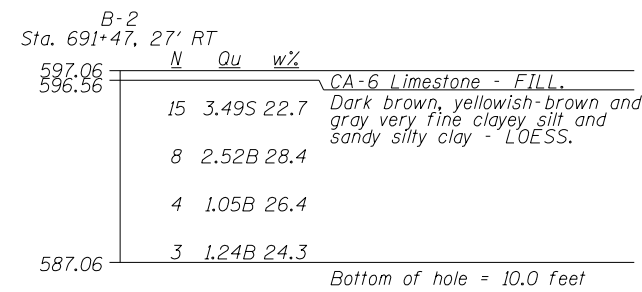 B-2
Sta. 691+47, 27' RT
N Qu w%
597.06
596.56
CA-6 Limestone - FILL.
15 3.49S 22.7
Dark brown, yellowish-brown and
gray very fine clayey silt and
sandy silty clay - LOESS.
8 2.52B 28.4
4 1.05B 26.4
3 1.24B 24.3
587.06
Bottom of hole = 10.0 feet